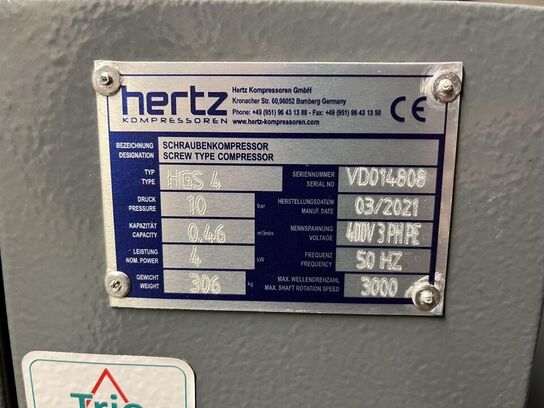 hertz
KOMPRESSOREN
Hertz Kompressoren GmbH
Kronacher Str. 60,96052 Bamberg Germany
Phone: +49 (951) 96 43 13 88 - Fax: +49 (951) 96 43 13 50
www.hertz-kompressoren.com
CE
BEZEICHNUNG DESIGNATION SCHRAUBENKOMPRESSOR SCREW TYPE COMPRESSOR
TYP TYPE HGS 4
DRUCK PRESSURE 10 bar
KAPAZITÄT CAPACITY 0,46 m³/min
LEISTUNG NOM. POWER 4 kW
GEWICHT WEIGHT 306 kg
SERIENNUMMER SERIAL NO VD014808
HERSTELLUNGSDATUM MANUF. DATE 03/2021
NENNSPANNUNG VOLTAGE 400V 3 PH PE
FREQUENZ FREQUENCY 50 HZ.
MAX. WELLENDREHZAHL MAX. SHAFT ROTATION SPEED 3000
Trio